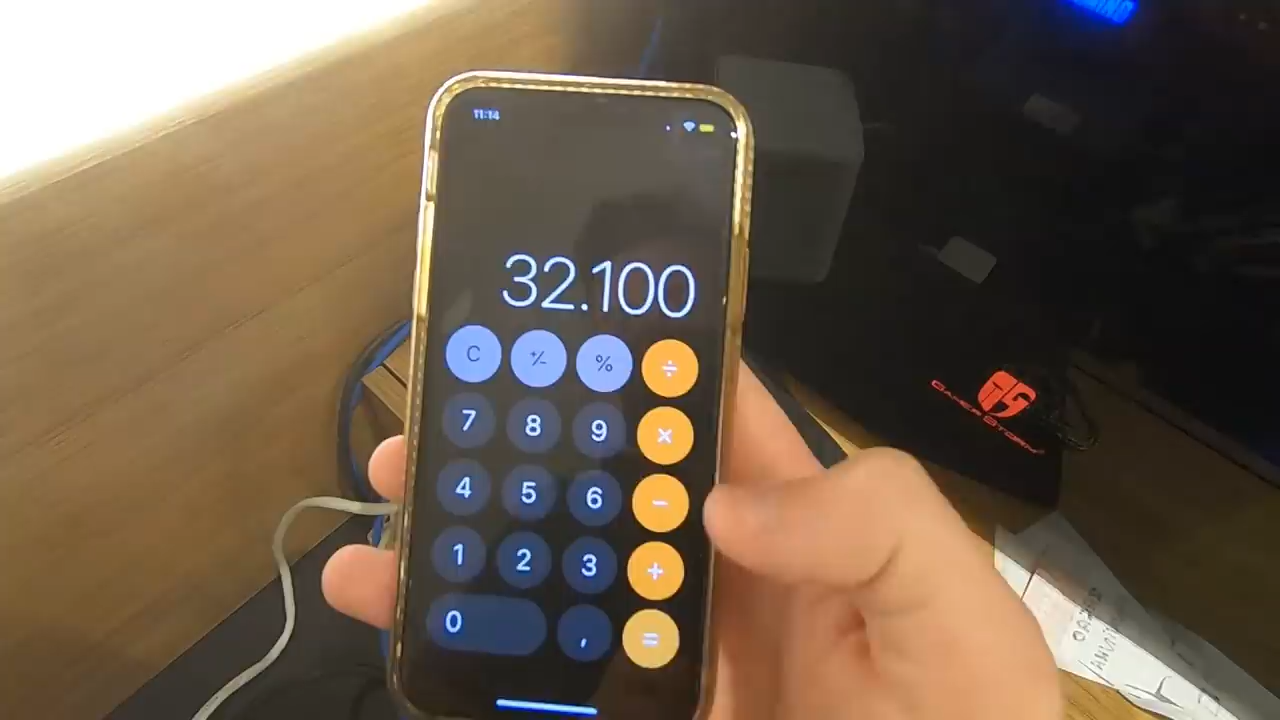 11:14
32.100
C +/- % ÷
7 8 9 ×
4 5 6 −
1 2 3 +
0 , =
GAMER STORM